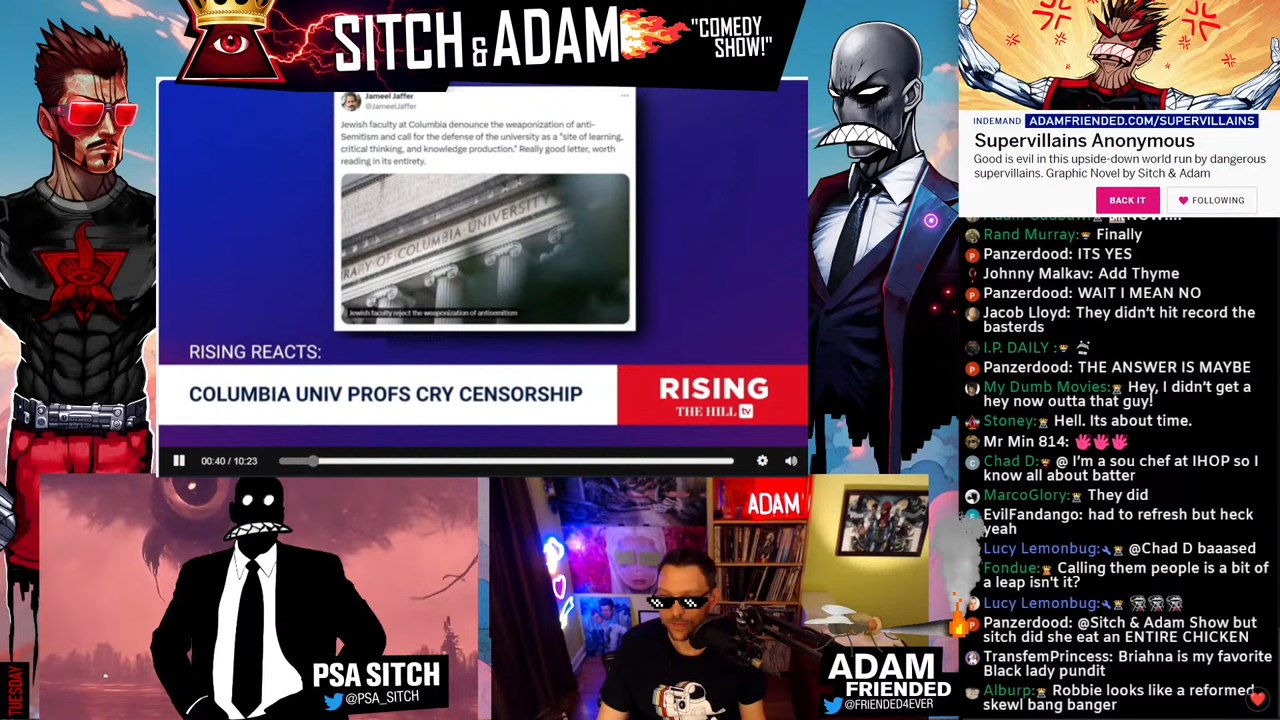 SITCH & ADAM
"COMEDY
SHOW!"
Jameel Jaffer
@JameelJaffer
Jewish faculty at Columbia denounce the weaponization of anti-
Semitism and call for the defense of the university as a "site of learning,
critical thinking, and knowledge production." Really good letter, worth
reading in its entirety.
RARY OF COLUMBIA UNIVERSITY
Jewish faculty reject the weaponization of antisemitism
RISING REACTS:
COLUMBIA UNIV PROFS CRY CENSORSHIP
RISING
THE HILL tv
00:40 / 10:23
TUESDAY
PSA SITCH
@PSA_SITCH
ADAM
ADAM
FRIENDED
@FRIENDED4EVER
INDEMAND ADAMFRIENDED.COM/SUPERVILLAINS
Supervillains Anonymous
Good is evil in this upside-down world run by dangerous
supervillains. Graphic Novel by Sitch & Adam
BACK IT
FOLLOWING
Rand Murray: Finally
Panzerdood: ITS YES
Johnny Malkav: Add Thyme
Panzerdood: WAIT I MEAN NO
Jacob Lloyd: They didn't hit record the
basterds
I.P. DAILY :
Panzerdood: THE ANSWER IS MAYBE
My Dumb Movies: Hey, I didn't get a
hey now outta that guy!
Stoney: Hell. Its about time.
Mr Min 814:
Chad D: @ I'm a sou chef at IHOP so I
know all about batter
MarcoGlory: They did
EvilFandango: had to refresh but heck
yeah
Lucy Lemonbug: @Chad D baaased
Fondue: Calling them people is a bit of
a leap isn't it?
Lucy Lemonbug:
Panzerdood: @Sitch & Adam Show but
sitch did she eat an ENTIRE CHICKEN
TransfemPrincess: Briahna is my favorite
Black lady pundit
Alburp: Robbie looks like a reformed
skewl bang banger